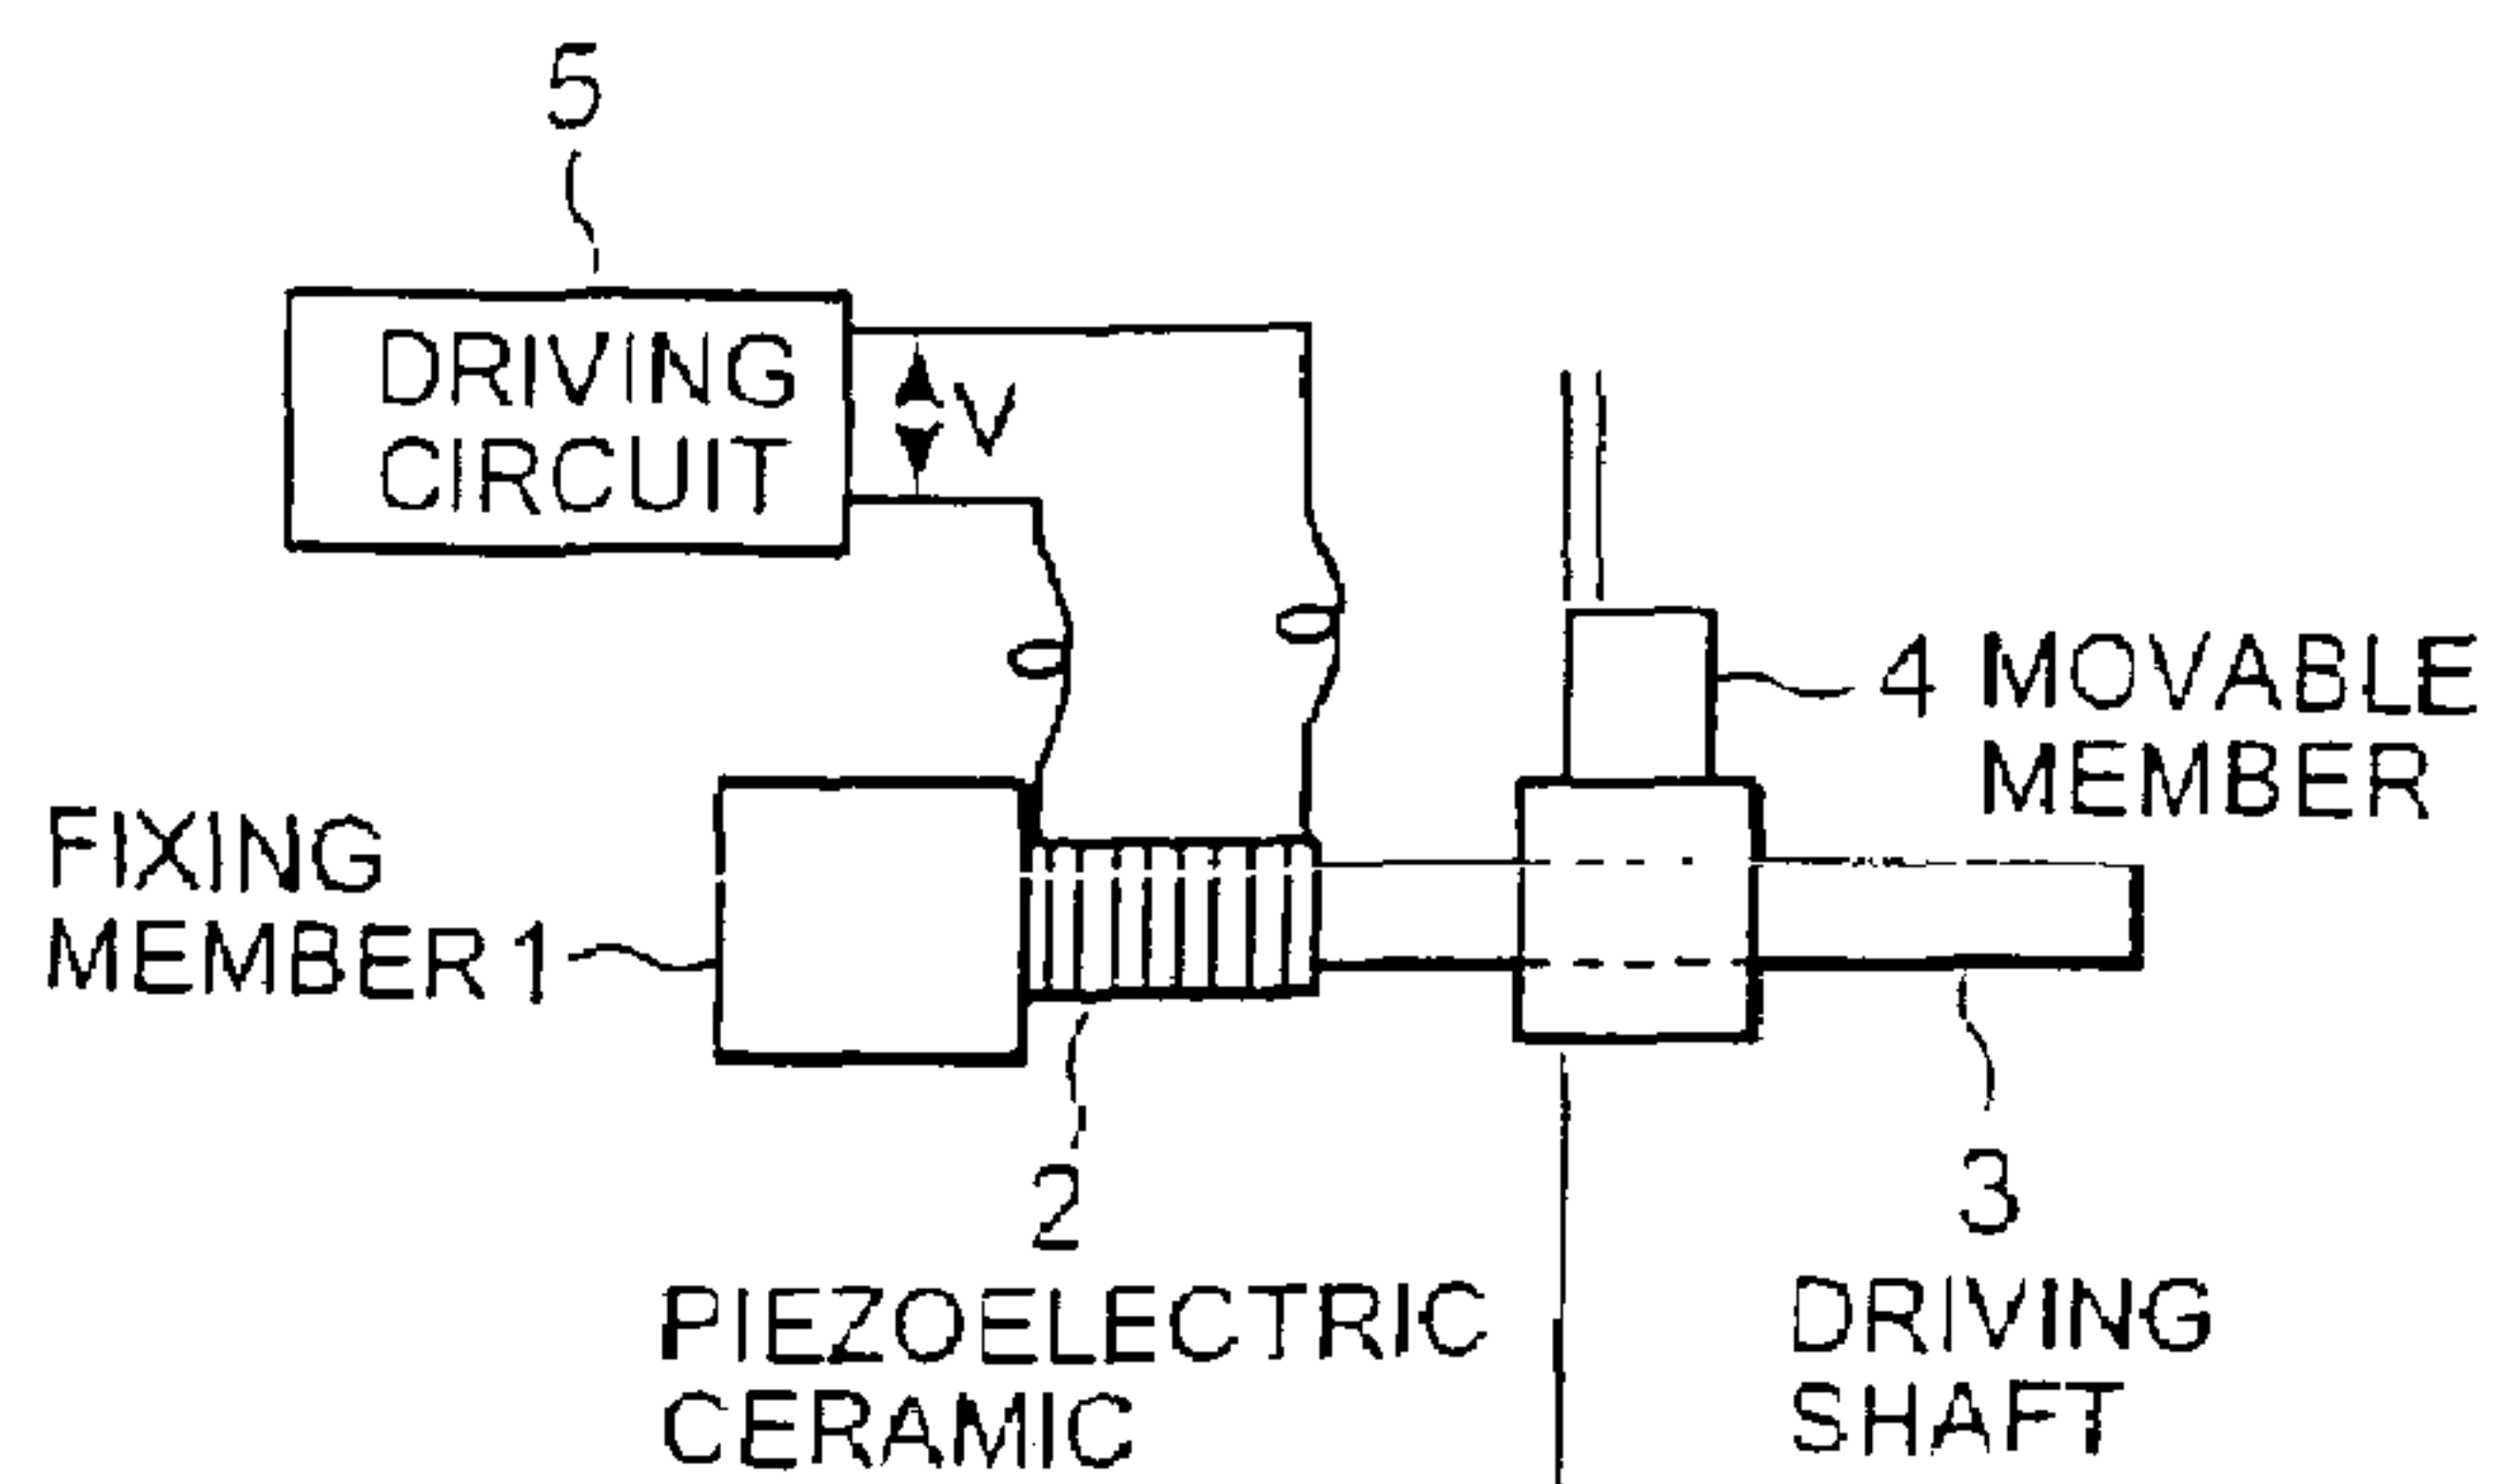 5
DRIVING
CIRCUIT
V
4 MOVABLE
MEMBER
FIXING
MEMBER 1
2
PIEZOELECTRIC
CERAMIC
3
DRIVING
SHAFT